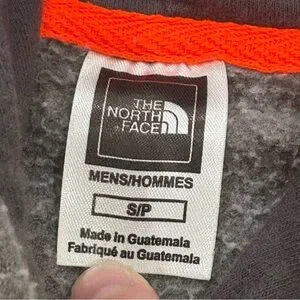 THE
NORTH
FACE
MENS/HOMMES
S/P
Made in Guatemala
Fabriqué au Guatemala